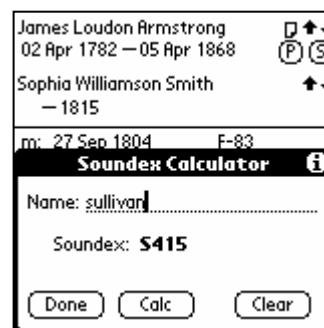 James Loudon Armstrong
02 Apr 1782 — 05 Apr 1868
P S
Sophia Williamson Smith
— 1815
m: 27 Sep 1804 F-83
Soundex Calculator i
Name: sullivan
Soundex: S415
Done Calc Clear